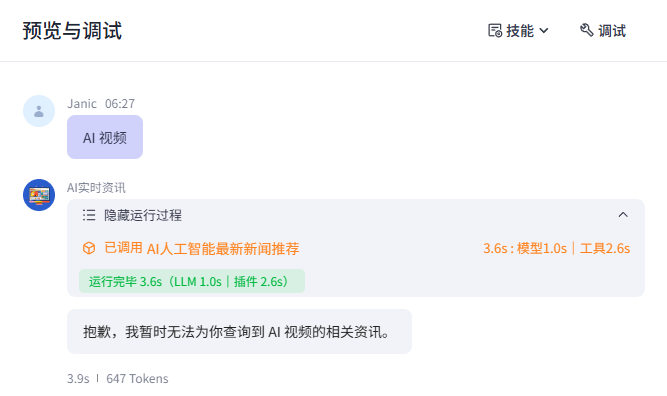 预览与调试
技能
调试
Janic 06:27
AI 视频
AI实时资讯
隐藏运行过程
已调用 AI人工智能最新新闻推荐 3.6s : 模型1.0s | 工具2.6s
运行完毕 3.6s（LLM 1.0s | 插件 2.6s）
抱歉，我暂时无法为你查询到 AI 视频的相关资讯。
3.9s | 647 Tokens